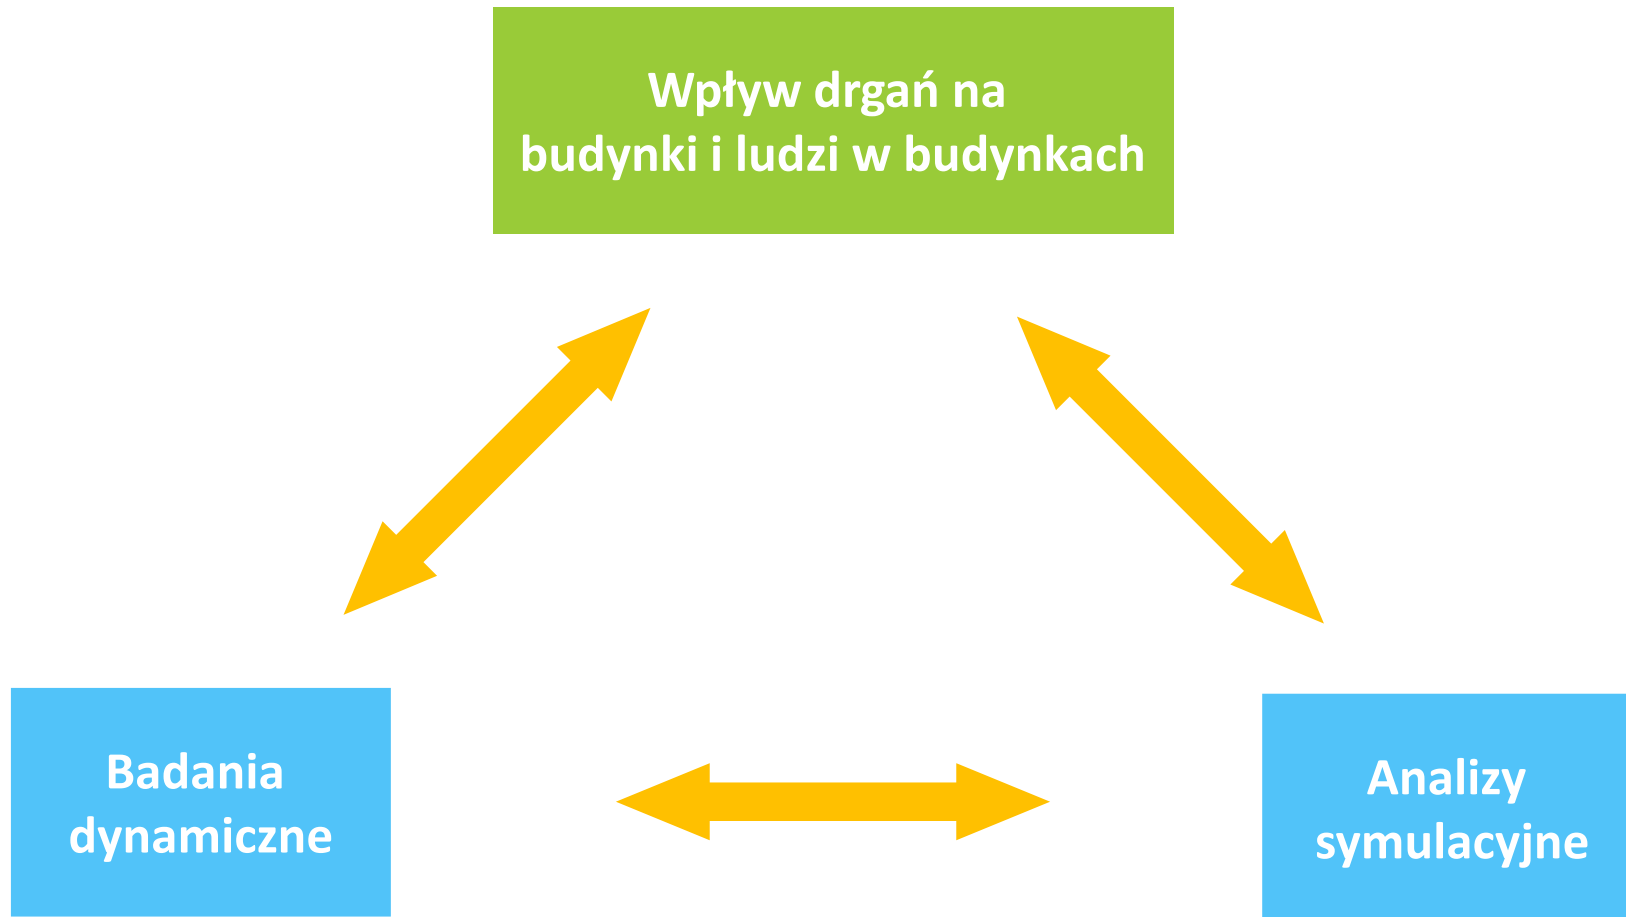 Wpływ drgań na
budynki i ludzi w budynkach
Badania
dynamiczne
Analizy
symulacyjne